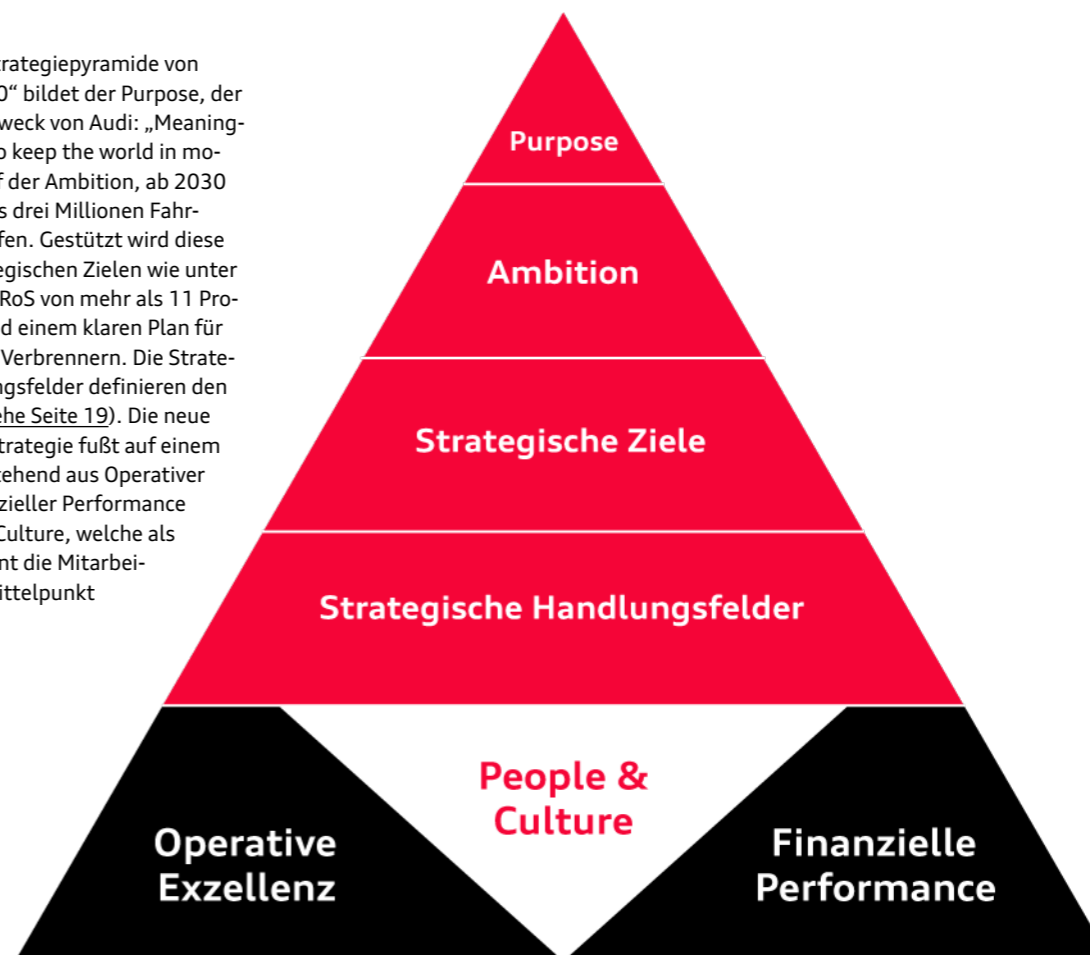 trategiepyramide von
0“ bildet der Purpose, der
weck von Audi: „Meaning-
o keep the world in mo-
f der Ambition, ab 2030
s drei Millionen Fahr-
fen. Gestützt wird diese
egischen Zielen wie unter
RoS von mehr als 11 Pro-
d einem klaren Plan für
Verbrennern. Die Strate-
ngsfelder definieren den
ehe Seite 19). Die neue
trategie fußt auf einem
tehend aus Operativer
zieller Performance
Culture, welche als
nt die Mitarbei-
ittelpunkt
Purpose
Ambition
Strategische Ziele
Strategische Handlungsfelder
People &
Culture
Operative
Exzellenz
Finanzielle
Performance